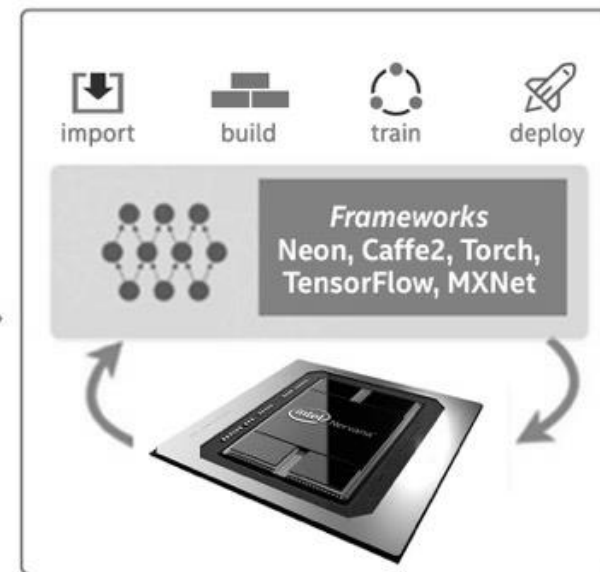 import build train deploy
Frameworks
Neon, Caffe2, Torch,
TensorFlow, MXNet
intel Nervana